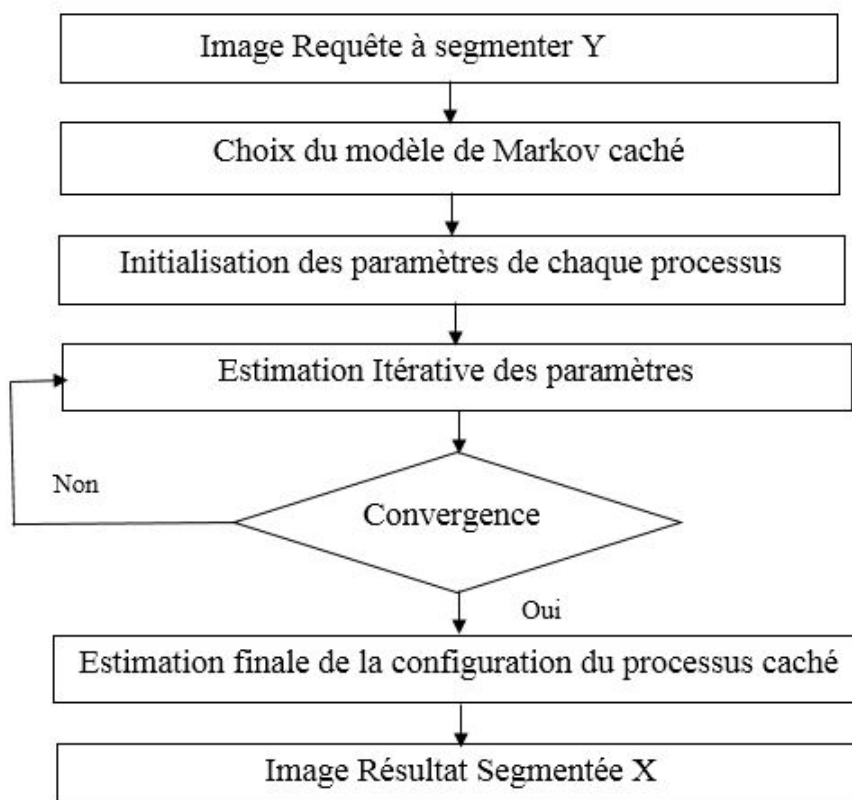 Image Requête à segmenter Y
Choix du modèle de Markov caché
Initialisation des paramètres de chaque processus
Estimation Itérative des paramètres
Non
Convergence
Oui
Estimation finale de la configuration du processus caché
Image Résultat Segmentée X